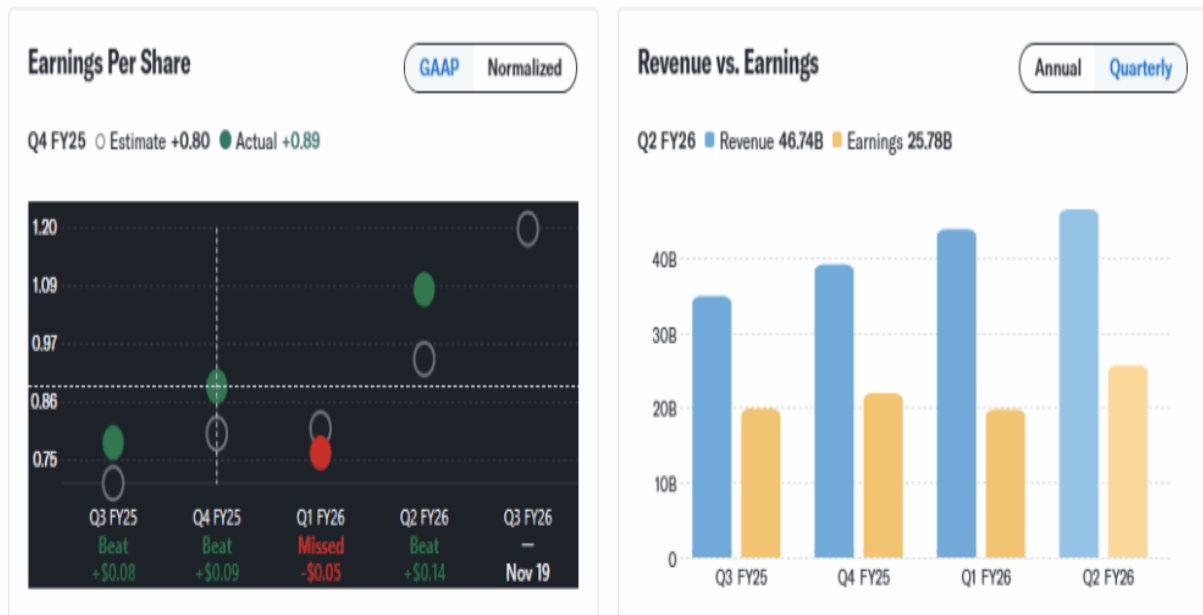 Earnings Per Share
GAAP Normalized
Q4 FY25 Estimate +0.80 Actual +0.89
1.20
1.09
0.97
0.86
0.75
Q3 FY25 Q4 FY25 Q1 FY26 Q2 FY26 Q3 FY26
Beat Beat Missed Beat —
+$0.08 +$0.09 -$0.05 +$0.14 Nov 19
Revenue vs. Earnings
Annual Quarterly
Q2 FY26 Revenue 46.74B Earnings 25.78B
40B
30B
20B
10B
0
Q3 FY25 Q4 FY25 Q1 FY26 Q2 FY26